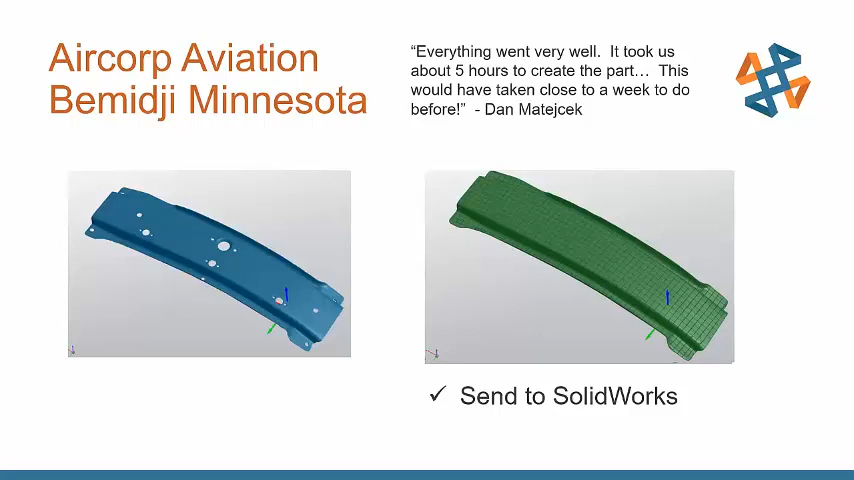 Aircorp Aviation
Bemidji Minnesota
“Everything went very well.  It took us
about 5 hours to create the part…  This
would have taken close to a week to do
before!”  - Dan Matejcek
✓ Send to SolidWorks